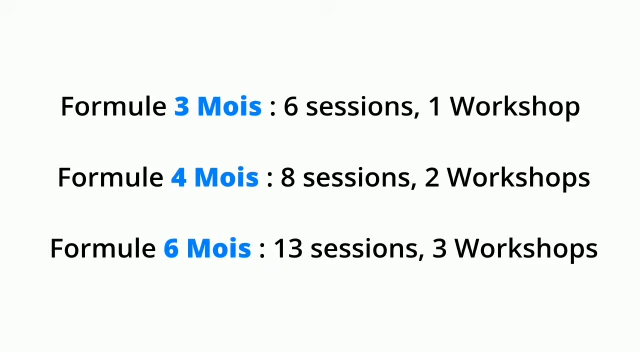 Formule 3 Mois : 6 sessions, 1 Workshop
Formule 4 Mois : 8 sessions, 2 Workshops
Formule 6 Mois : 13 sessions, 3 Workshops